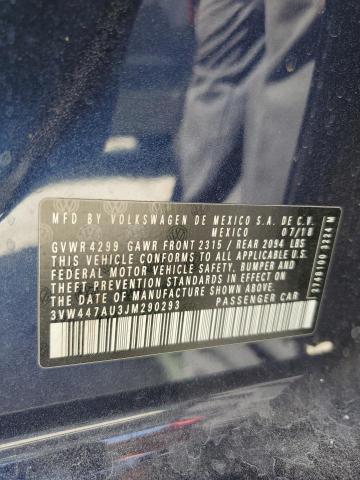 MFD BY VOLKSWAGEN DE MEXICO S.A. DE C.V.
MEXICO 07/18
GVWR 4299 GAWR FRONT 2315 / REAR 2094 LBS
THIS VEHICLE CONFORMS TO ALL APPLICABLE U.S.
FEDERAL MOTOR VEHICLE SAFETY, BUMPER AND
THEFT PREVENTION STANDARDS IN EFFECT ON THE
DATE OF MANUFACTURE SHOWN ABOVE.
3VW447AU3JM290293 PASSENGER CAR